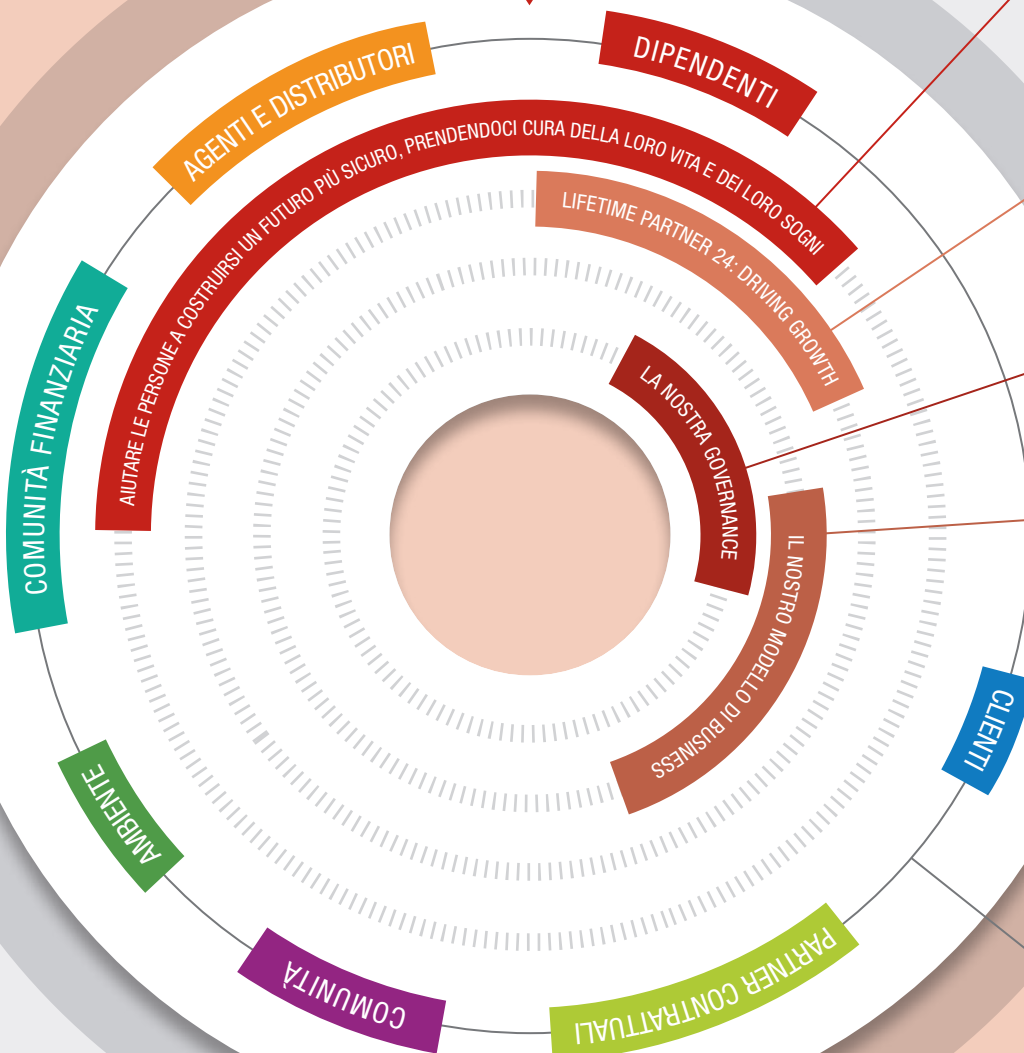 AGENTI E DISTRIBUTORI
DIPENDENTI
AIUTARE LE PERSONE A COSTRUIRSI UN FUTURO PIÙ SICURO, PRENDENDOCI CURA DELLA LORO VITA E DEI LORO SOGNI
LIFETIME PARTNER 24: DRIVING GROWTH
LA NOSTRA GOVERNANCE
IL NOSTRO MODELLO DI BUSINESS
COMUNITÀ FINANZIARIA
CLIENTI
AMBIENTE
COMUNITÀ
PARTNER CONTRATTUALI